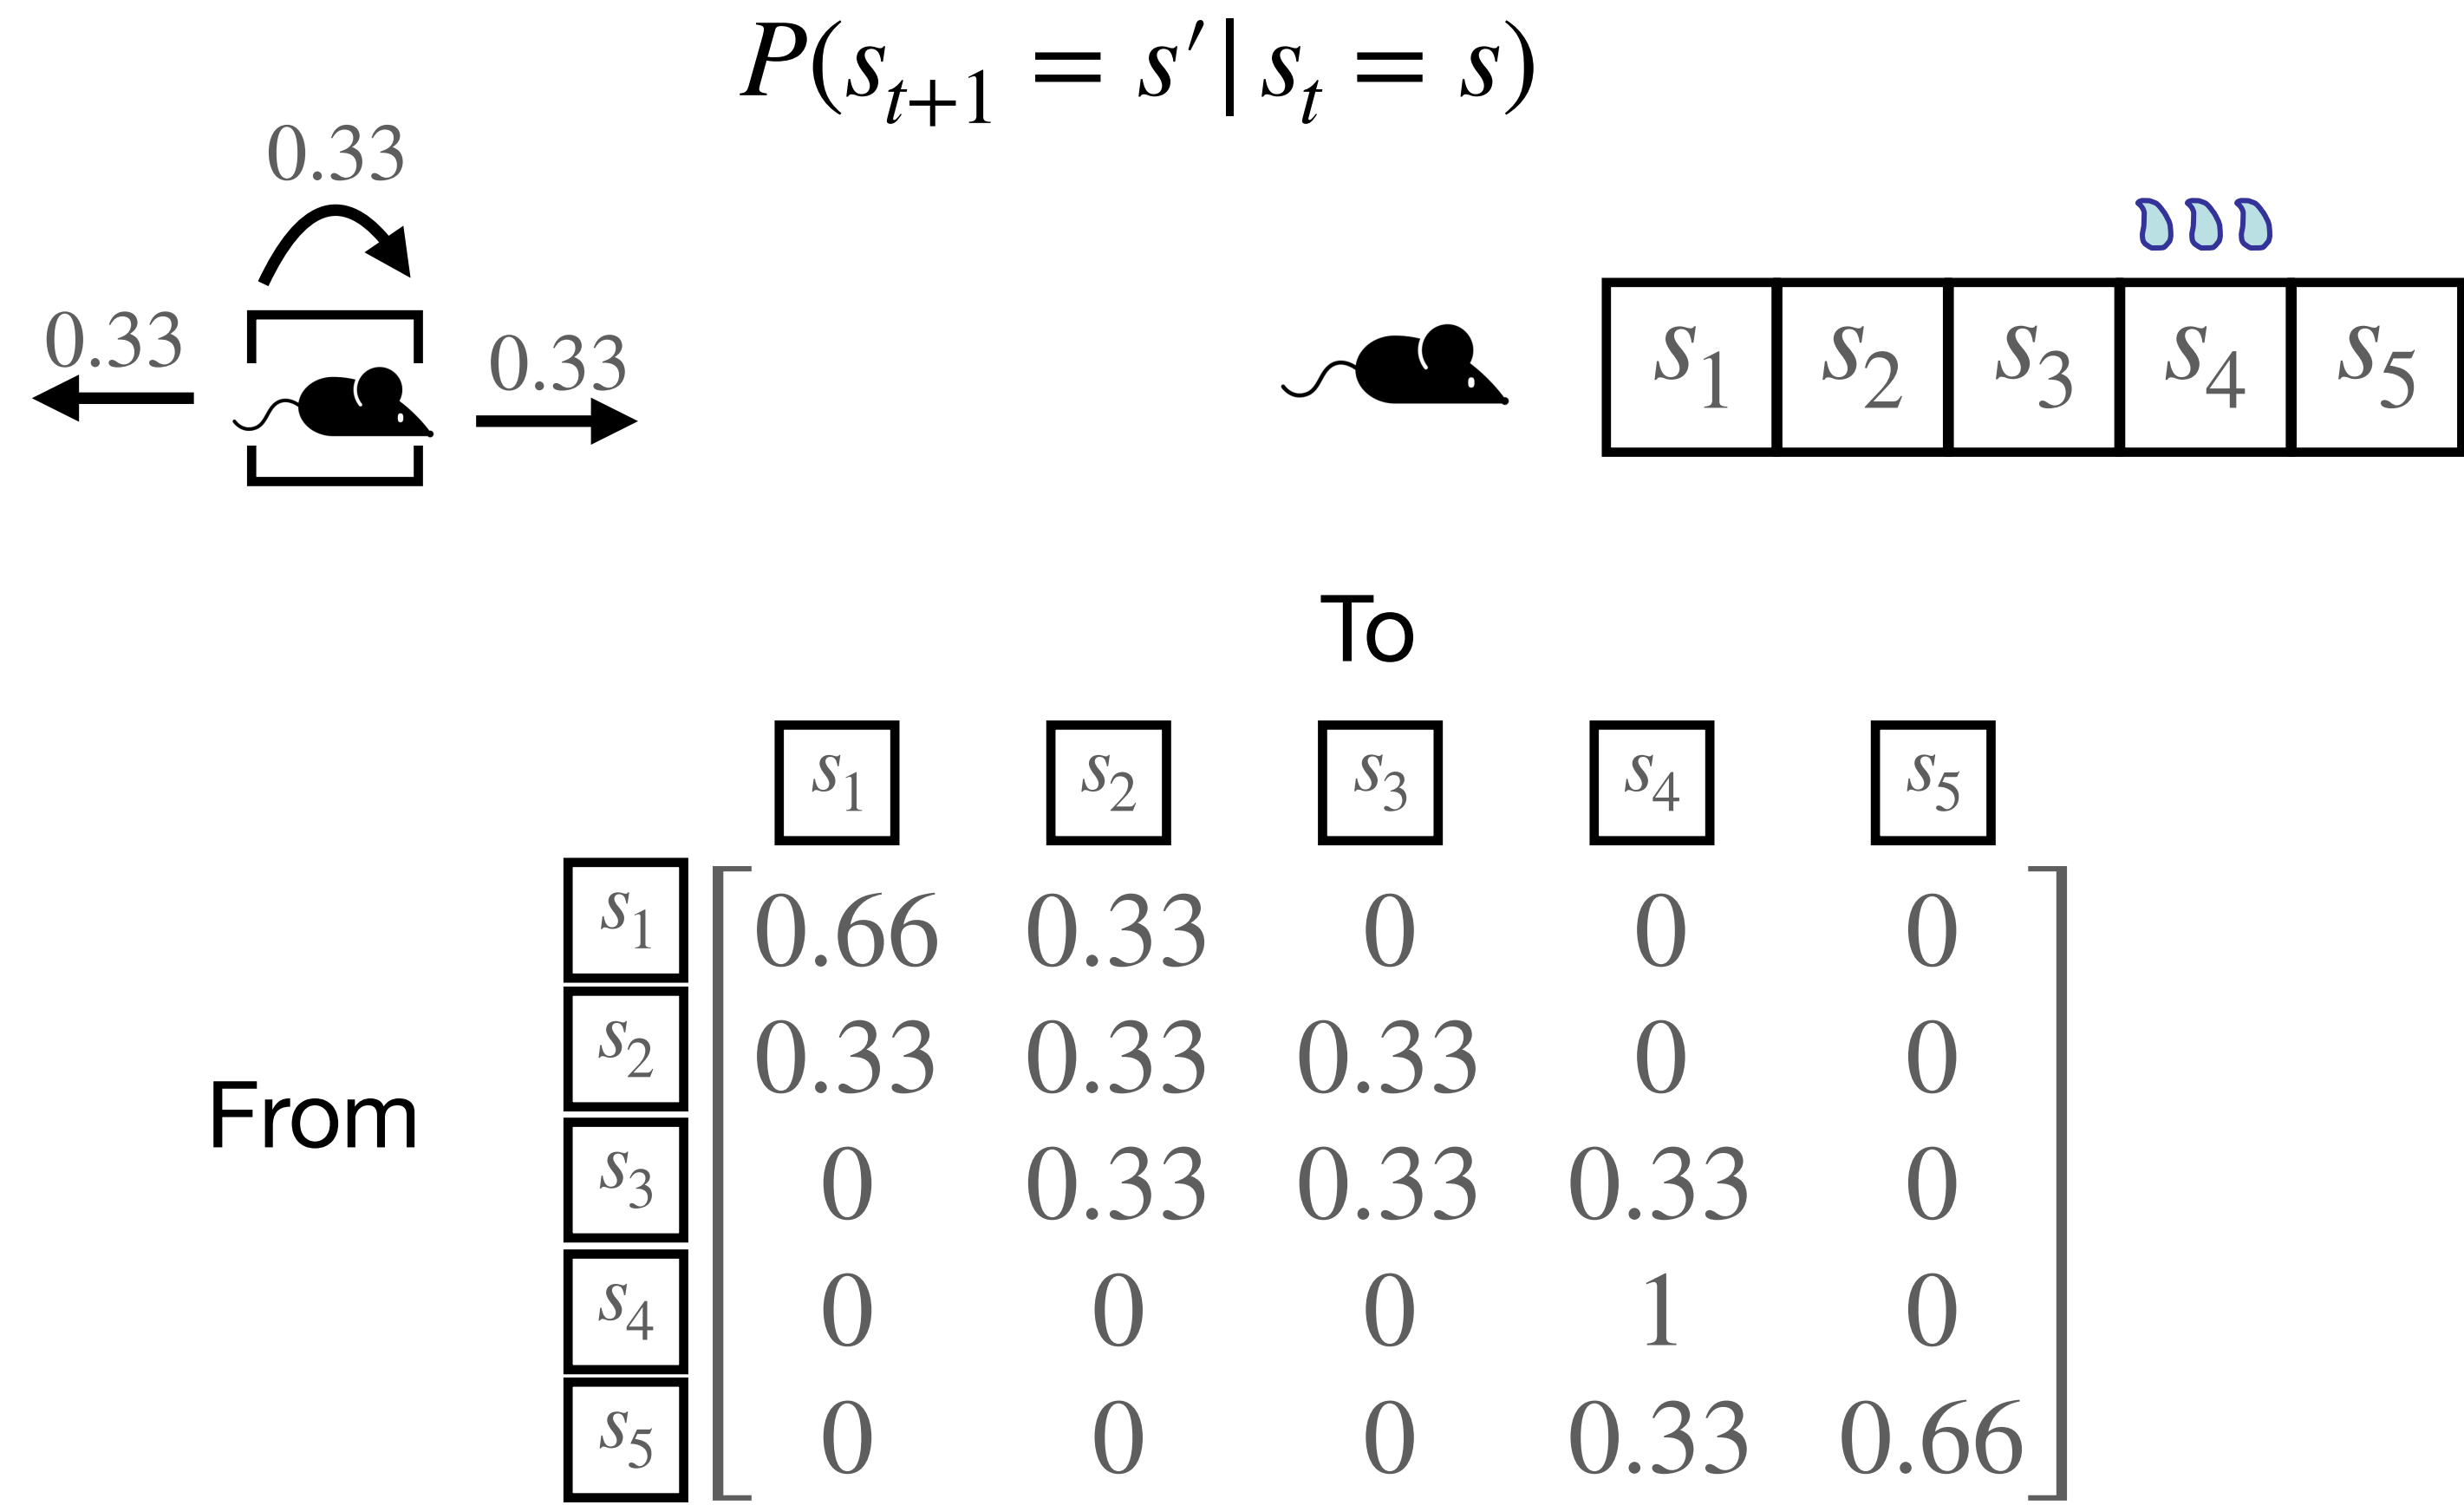 P(s_{t+1} = s′ | s_t = s)
0.33
0.33
0.33
s₁ s₂ s₃ s₄ s₅
To
s₁ s₂ s₃ s₄ s₅
From
s₁ 0.66 0.33 0 0 0
s₂ 0.33 0.33 0.33 0 0
s₃ 0 0.33 0.33 0.33 0
s₄ 0 0 0 1 0
s₅ 0 0 0 0.33 0.66